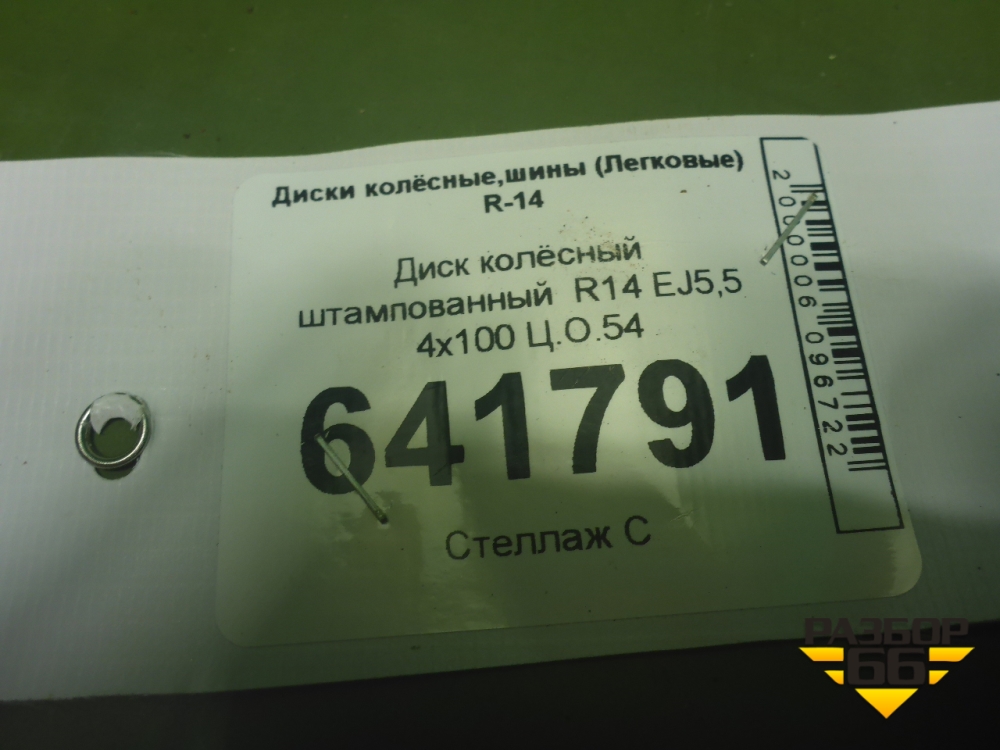 Диски колёсные,шины (Легковые)
R-14
Диск колёсный
штампованный R14 EJ5,5
4x100 Ц.О.54
641791
Стеллаж С
2000006096722
РАЗБОР
66